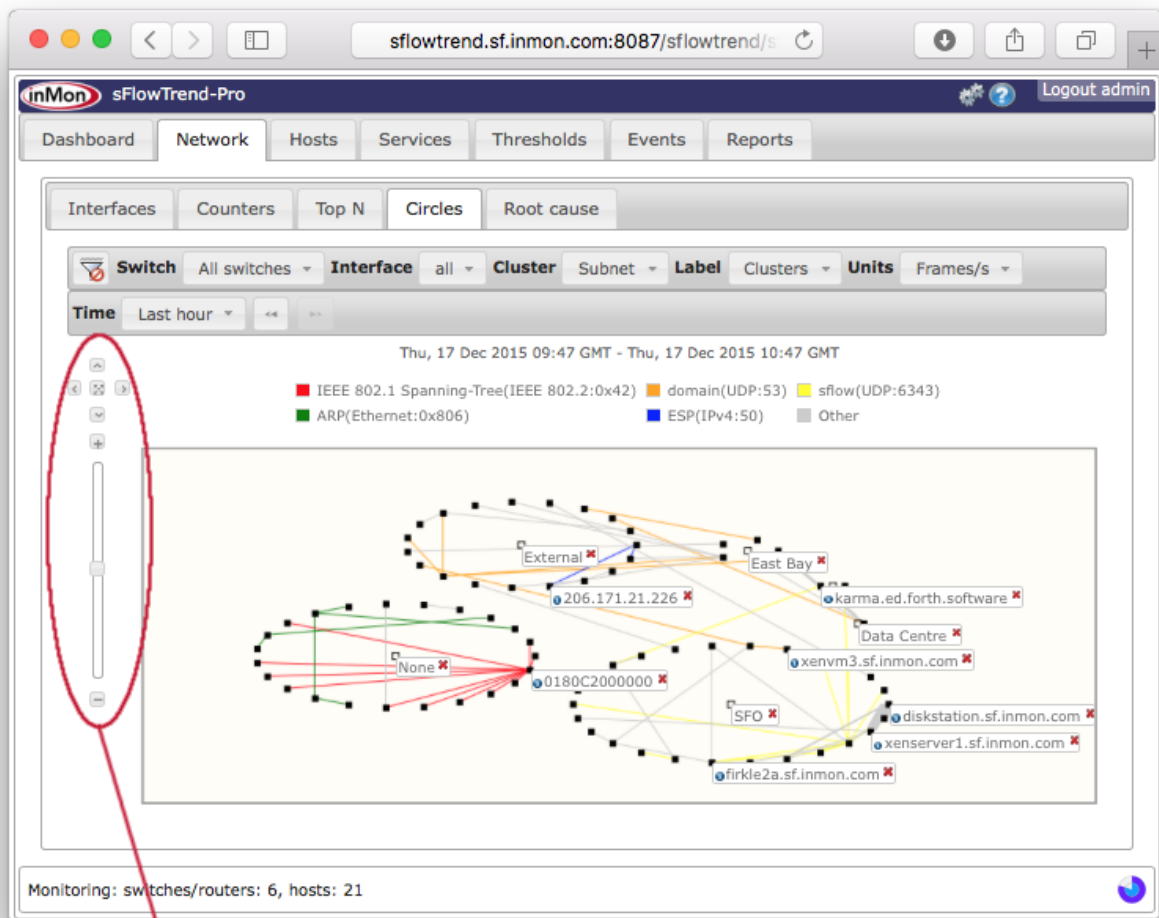 sflowtrend.sf.inmon.com:8087/sflowtrend/s
inMon sFlowTrend-Pro Logout admin
Dashboard Network Hosts Services Thresholds Events Reports
Interfaces Counters Top N Circles Root cause
Switch All switches Interface all Cluster Subnet Label Clusters Units Frames/s
Time Last hour
Thu, 17 Dec 2015 09:47 GMT - Thu, 17 Dec 2015 10:47 GMT
IEEE 802.1 Spanning-Tree(IEEE 802.2:0x42) domain(UDP:53) sflow(UDP:6343)
ARP(Ethernet:0x806) ESP(IPv4:50) Other
External
East Bay
206.171.21.226
karma.ed.forth.software
Data Centre
None
xenvm3.sf.inmon.com
0180C2000000
SFO
diskstation.sf.inmon.com
xenserver1.sf.inmon.com
firkle2a.sf.inmon.com
Monitoring: switches/routers: 6, hosts: 21